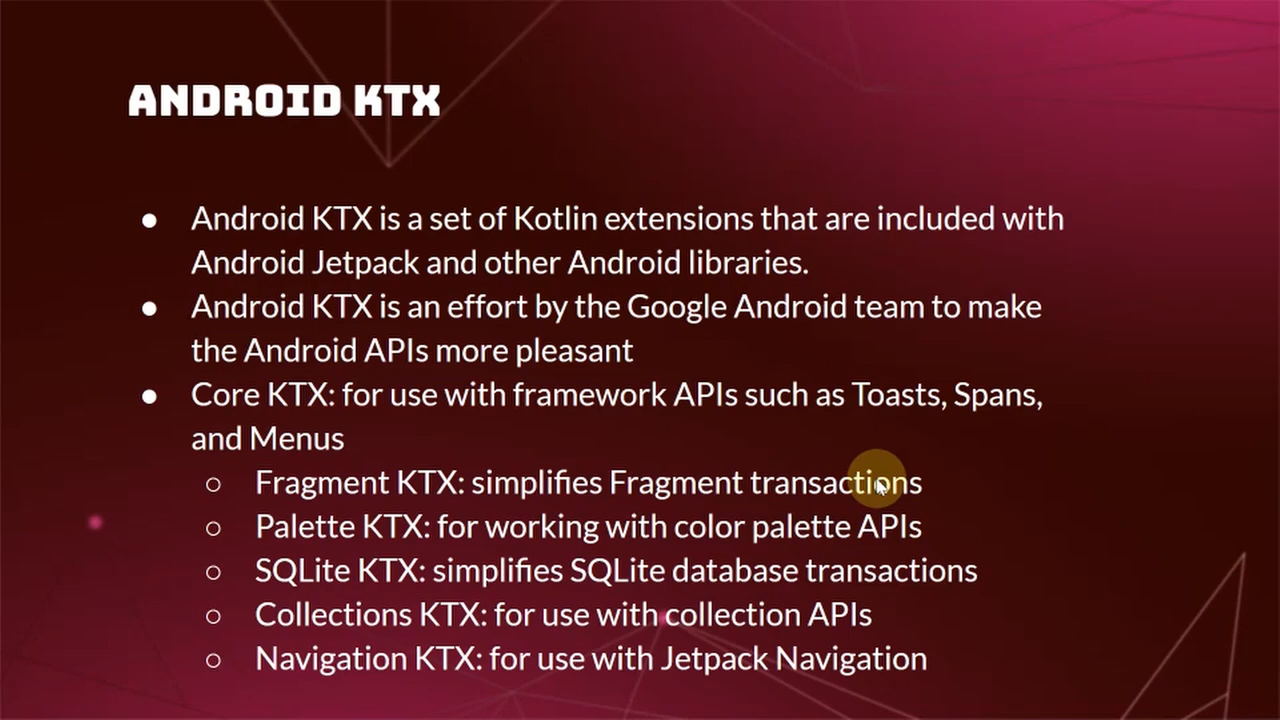 ANDROID KTX
● Android KTX is a set of Kotlin extensions that are included with
Android Jetpack and other Android libraries.
● Android KTX is an effort by the Google Android team to make
the Android APIs more pleasant
● Core KTX: for use with framework APIs such as Toasts, Spans,
and Menus
○ Fragment KTX: simplifies Fragment transactions
○ Palette KTX: for working with color palette APIs
○ SQLite KTX: simplifies SQLite database transactions
○ Collections KTX: for use with collection APIs
○ Navigation KTX: for use with Jetpack Navigation